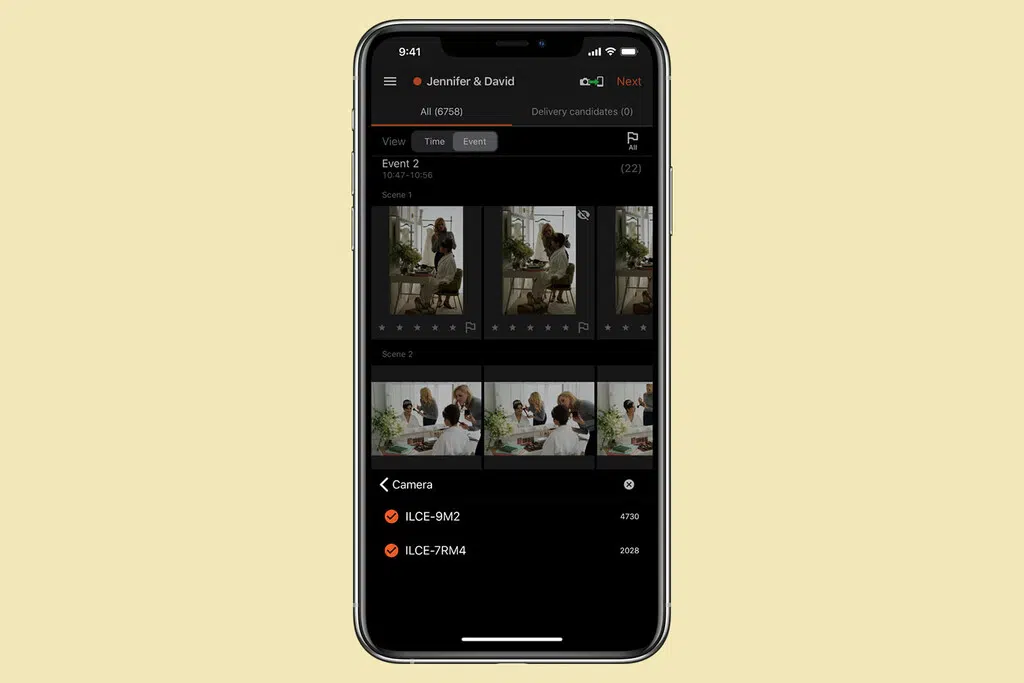 9:41
Jennifer & David Next
All (6758) Delivery candidates (0)
View Time Event All
Event 2 (22)
10:47-10:56
Scene 1
Scene 2
Camera
ILCE-9M2 4730
ILCE-7RM4 2028